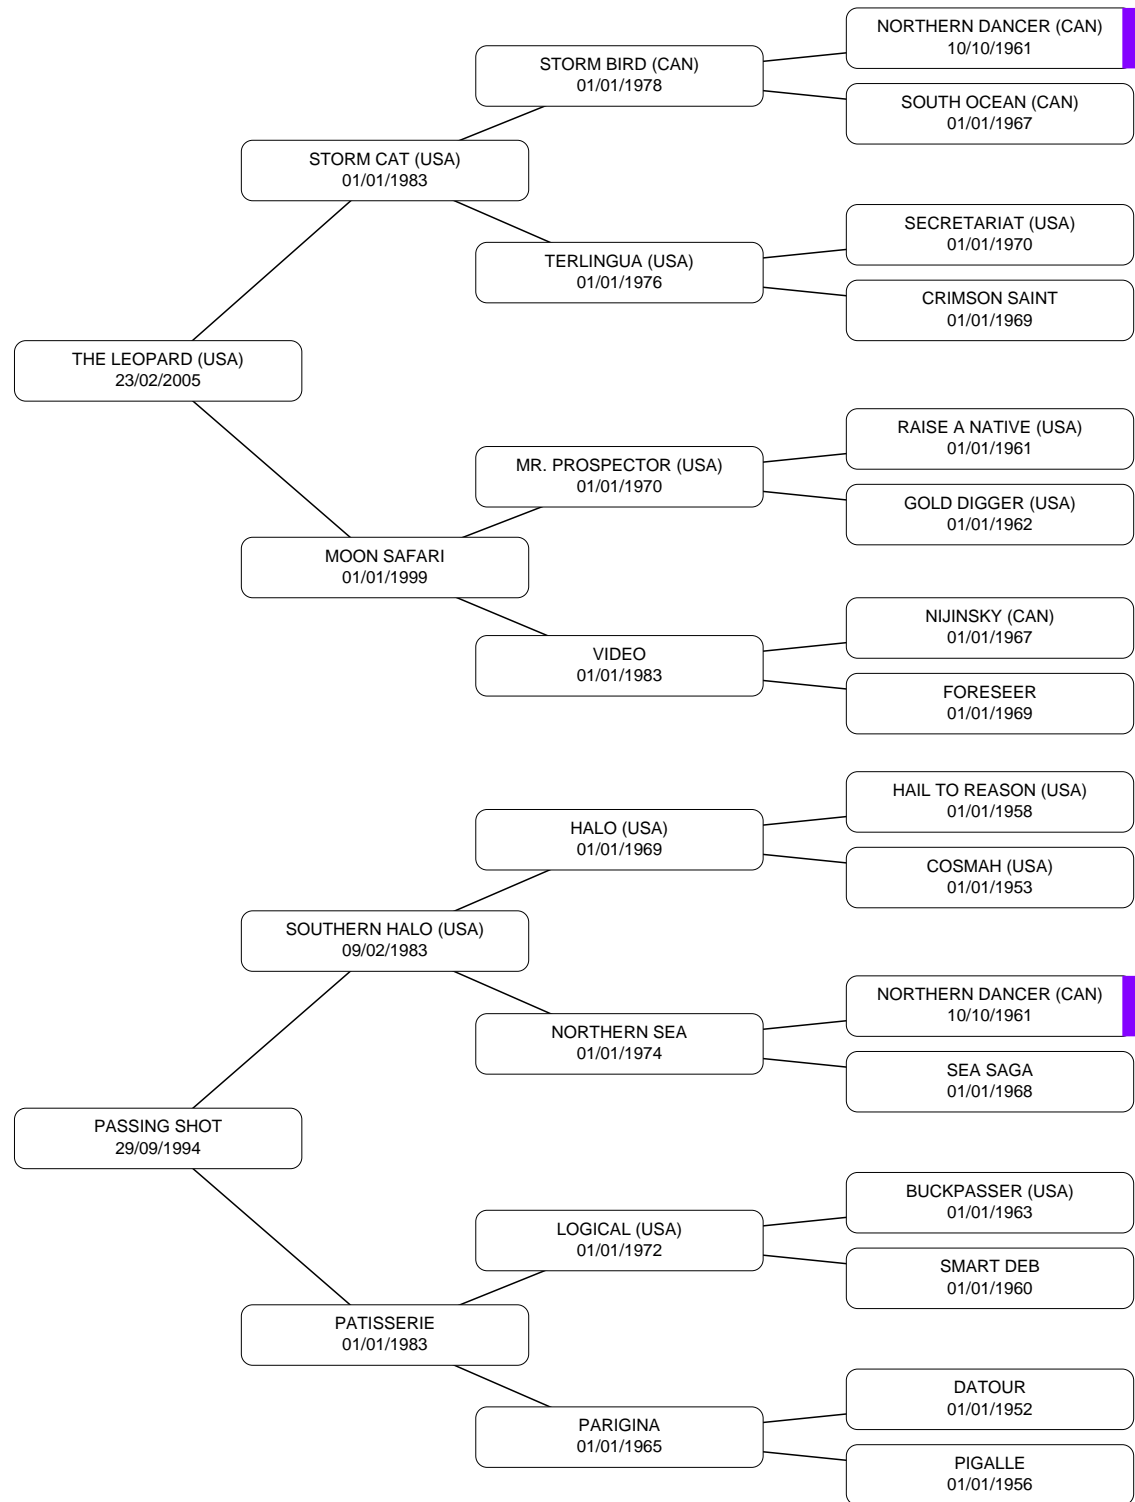 NORTHERN DANCER (CAN)
10/10/1961
STORM BIRD (CAN)
01/01/1978
SOUTH OCEAN (CAN)
01/01/1967
STORM CAT (USA)
01/01/1983
SECRETARIAT (USA)
01/01/1970
TERLINGUA (USA)
01/01/1976
CRIMSON SAINT
01/01/1969
THE LEOPARD (USA)
23/02/2005
RAISE A NATIVE (USA)
01/01/1961
MR. PROSPECTOR (USA)
01/01/1970
GOLD DIGGER (USA)
01/01/1962
MOON SAFARI
01/01/1999
NIJINSKY (CAN)
01/01/1967
VIDEO
01/01/1983
FORESEER
01/01/1969
HAIL TO REASON (USA)
01/01/1958
HALO (USA)
01/01/1969
COSMAH (USA)
01/01/1953
SOUTHERN HALO (USA)
09/02/1983
NORTHERN DANCER (CAN)
10/10/1961
NORTHERN SEA
01/01/1974
SEA SAGA
01/01/1968
PASSING SHOT
29/09/1994
BUCKPASSER (USA)
01/01/1963
LOGICAL (USA)
01/01/1972
SMART DEB
01/01/1960
PATISSERIE
01/01/1983
DATOUR
01/01/1952
PARIGINA
01/01/1965
PIGALLE
01/01/1956